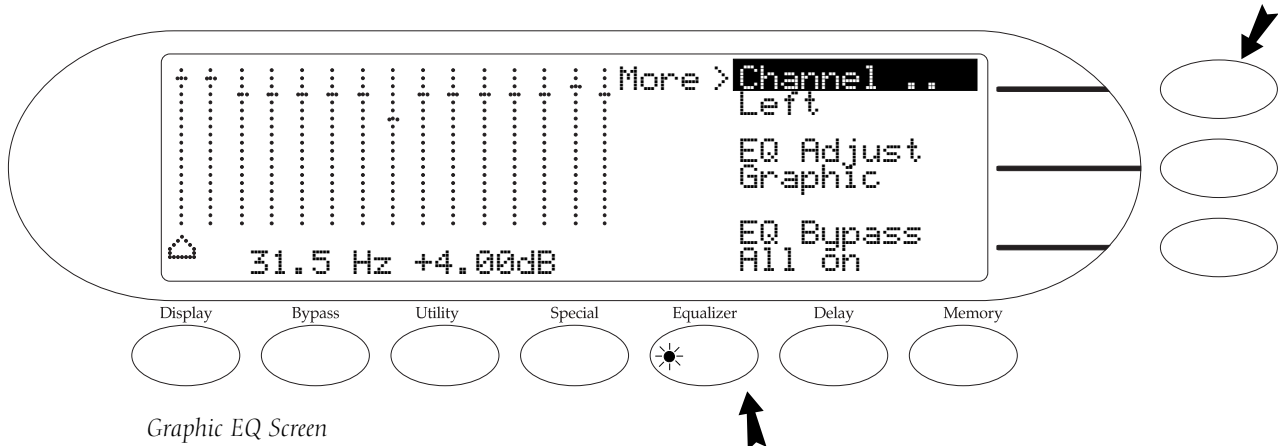 More > Channel ..
Left
EQ Adjust
Graphic
EQ Bypass
All on
31.5 Hz +4.00dB
Display Bypass Utility Special Equalizer Delay Memory
Graphic EQ Screen